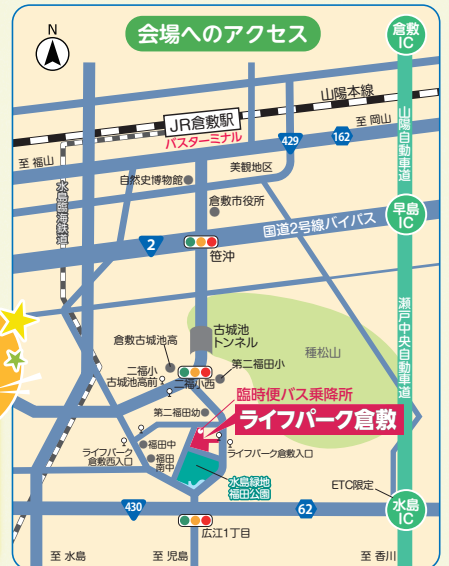 会場へのアクセス
N
倉敷
IC
山陽本線
JR倉敷駅
バスターミナル
至 岡山
162
429
至 福山
山陽自動車道
美観地区
自然史博物館
倉敷市役所
水島臨海鉄道
早島
IC
国道2号線バイパス
2
笹沖
古城池
トンネル
瀬戸中央自動車道
倉敷古城池高
種松山
二福小
古城池高前
二福小西
第二福田小
臨時便バス乗降所
第二福田幼
ライフパーク倉敷
福田中
ライフパーク
倉敷西入口
福田
南中
ライフパーク倉敷入口
水島緑地
福田公園
ETC限定
水島
IC
430
62
広江1丁目
至 水島
至 児島
至 香川